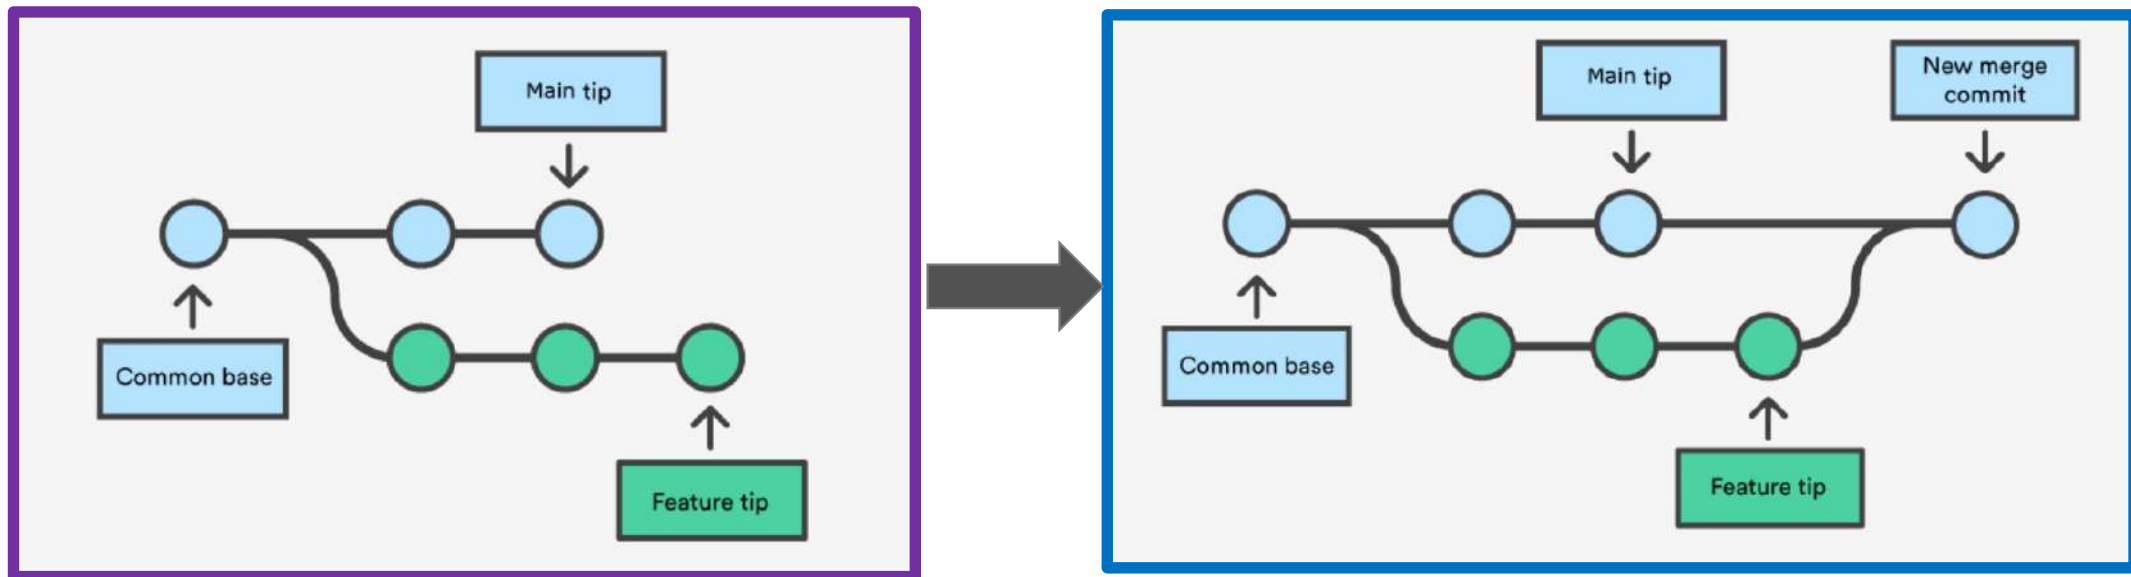 Main tip
Common base
Feature tip
Main tip
New merge
commit
Common base
Feature tip